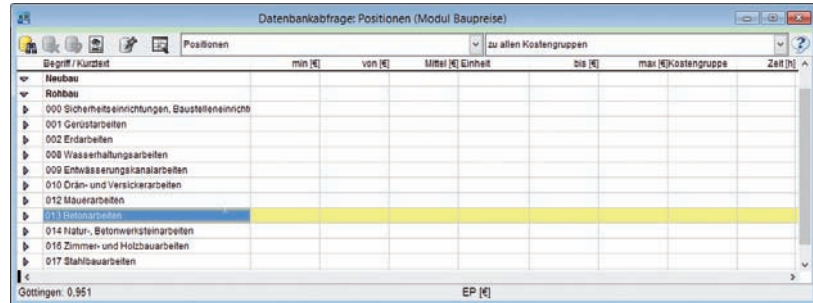 Datenbankabfrage: Positionen (Modul Baupreise)
Positionen zu allen Kostengruppen
Begriff / Kurztext min [€] von [€] Mittel [€] Einheit bis [€] max [€] Kostengruppe Zeit [h]
Neubau
Rohbau
000 Sicherheitseinrichtungen, Baustelleneinricht
001 Gerüstarbeiten
002 Erdarbeiten
008 Wasserhaltungsarbeiten
009 Entwässerungskanalarbeiten
010 Drän- und Versickerarbeiten
012 Mauerarbeiten
013 Betonarbeiten
014 Natur-, Betonwerksteinarbeiten
016 Zimmer- und Holzbauarbeiten
017 Stahlbauarbeiten
Göttingen: 0,951 EP [€]